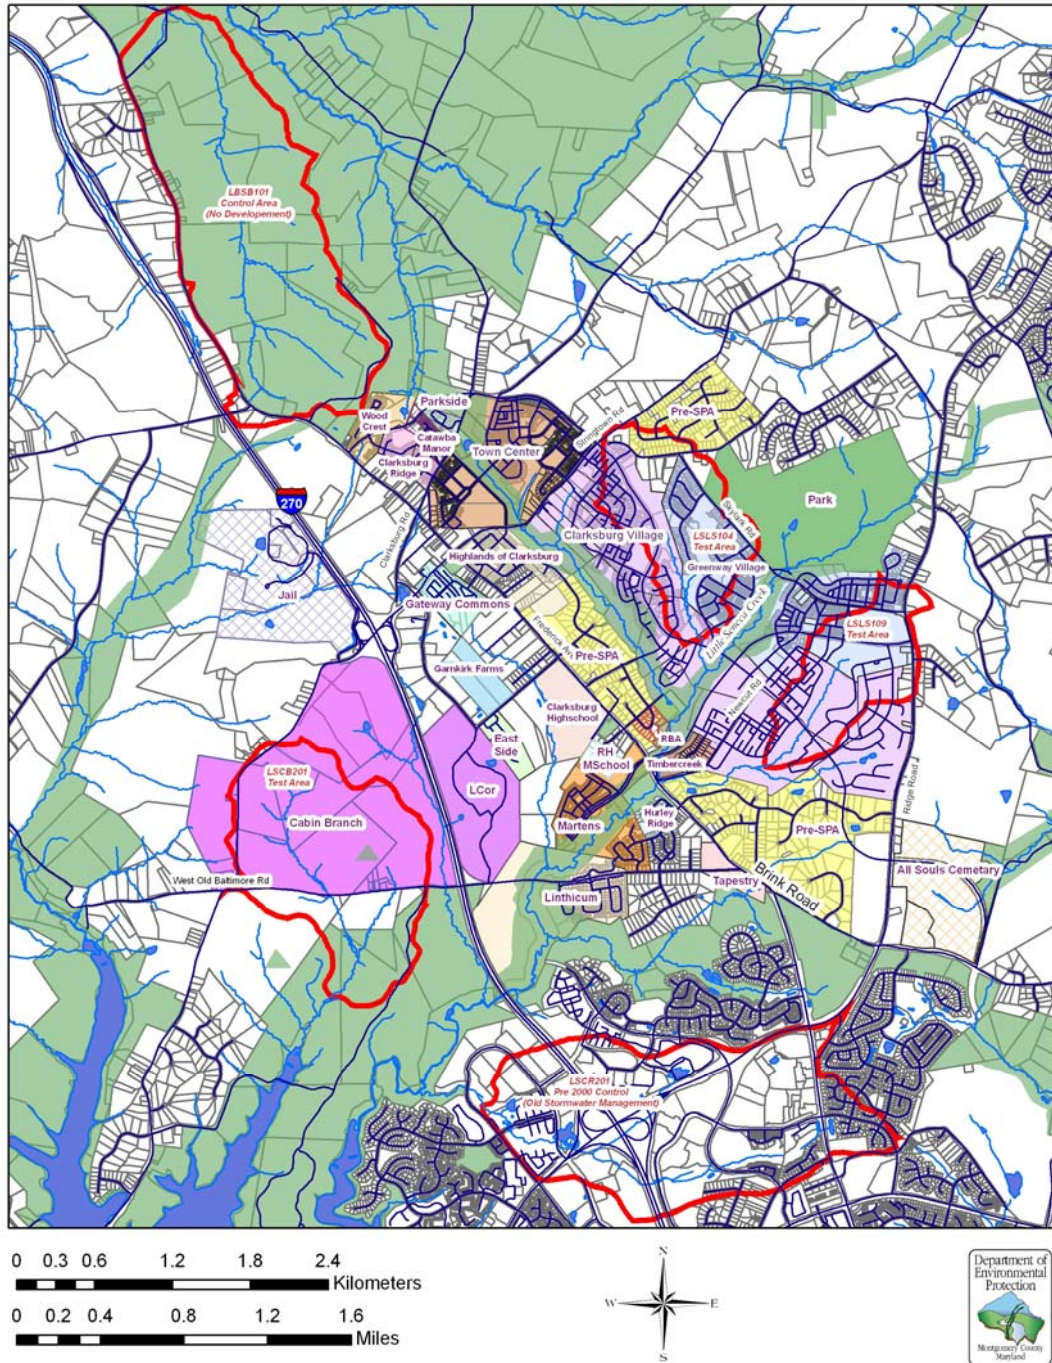 LBSB101
Control Area
(No Developement)
Parkside
Wood
Crest
Catawba
Manor
Clarksburg
Ridge
Town Center
Stringtown Rd
Pre-SPA
270
Clarksburg Rd
Park
Skylark Rd
LSLS104
Test Area
Clarksburg Village
Greenway Village
Highlands of Clarksburg
Jail
Gateway Commons
Little Seneca Creek
LSLS109
Test Area
Frederick Ave
Pre-SPA
Garnkirk Farms
Newcut Rd
Clarksburg
Highschool
East
Side
RBA
RH
MSchool
Timbercreek
LSCB201
Test Area
Cabin Branch
LCor
Ridge Road
Martens
Hurley
Ridge
Pre-SPA
West Old Baltimore Rd
Brink Road
All Souls Cemetary
Tapestry
Linthicum
LSCR201
Pre 2000 Control
(Old Stormwater Management)
0 0.3 0.6 1.2 1.8 2.4
Kilometers
0 0.2 0.4 0.8 1.2 1.6
Miles
N
W E
S
Department of
Environmental
Protection
Montgomery County
Maryland